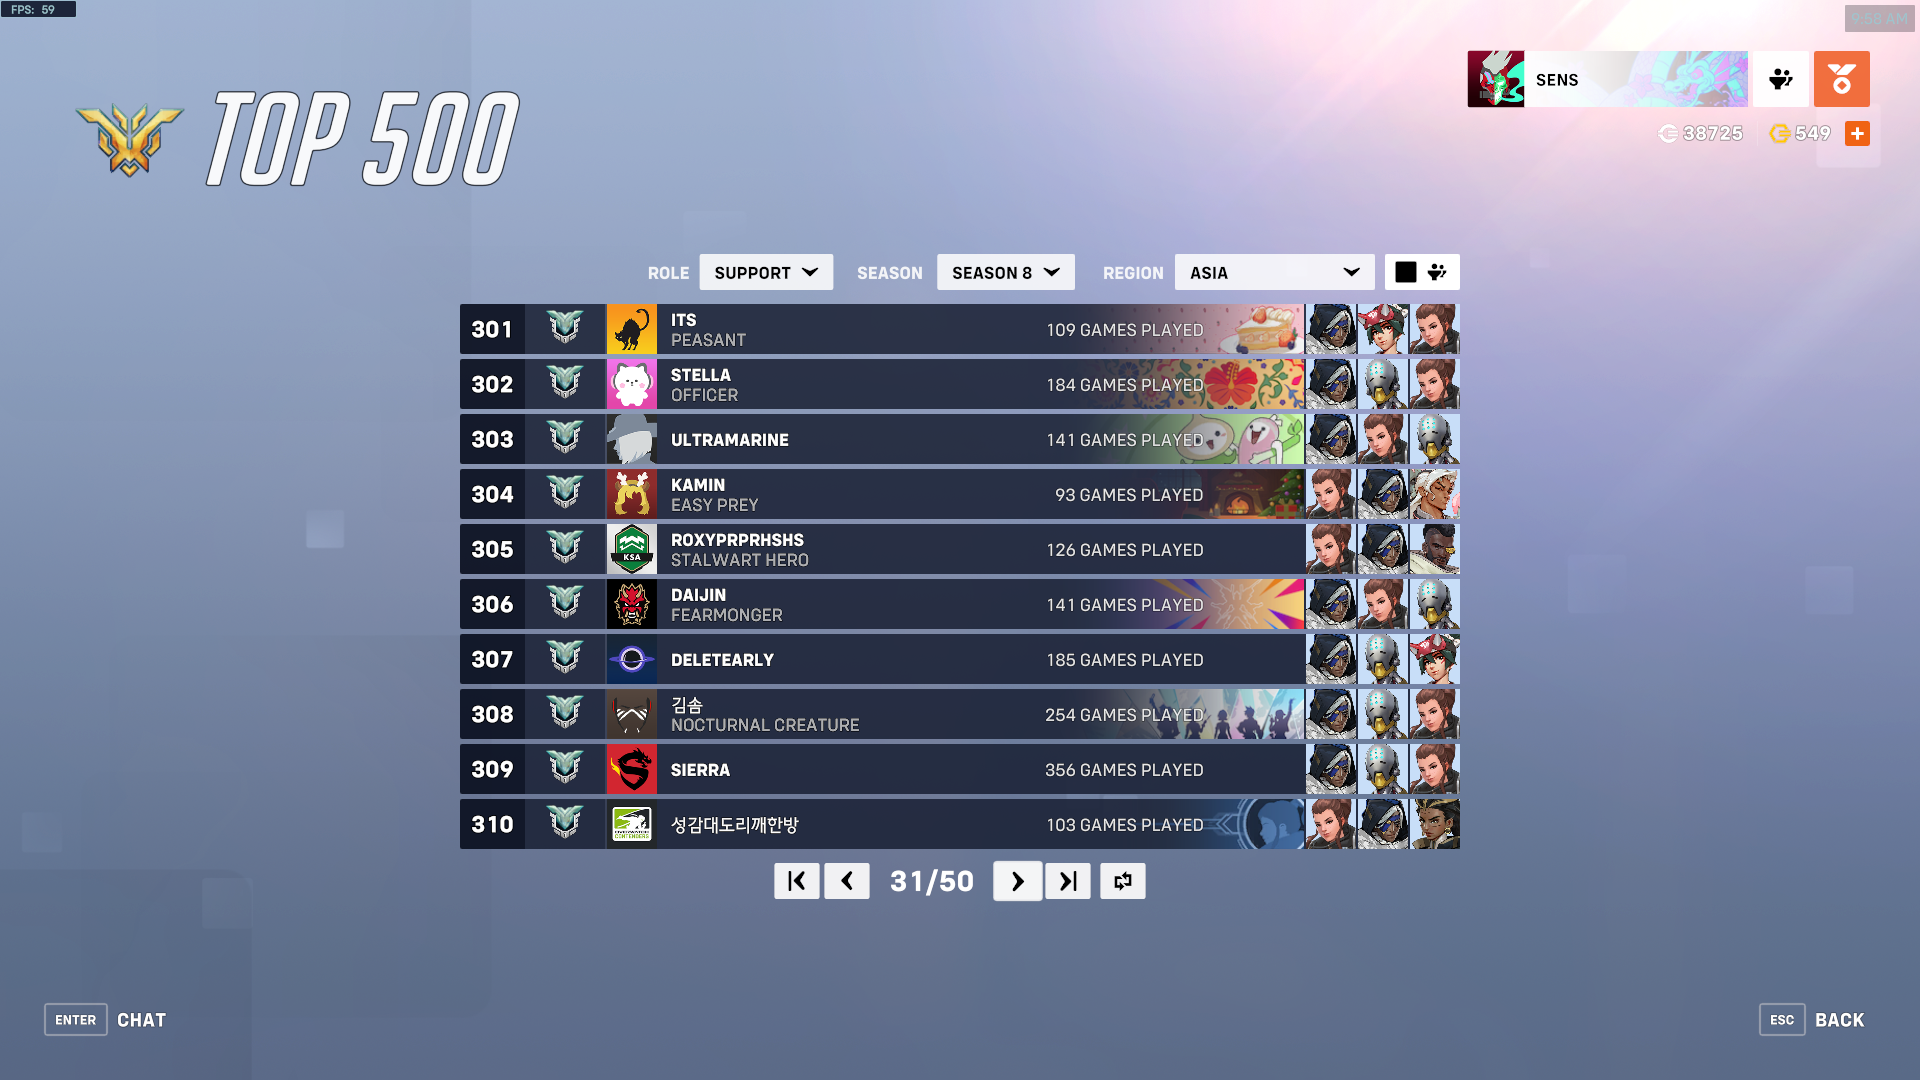 FPS: 59
9:58 AM
SENS
38725
549
TOP 500
ROLE SUPPORT SEASON SEASON 8 REGION ASIA
301 ITS 109 GAMES PLAYED
PEASANT
302 STELLA 184 GAMES PLAYED
OFFICER
303 ULTRAMARINE 141 GAMES PLAYED
304 KAMIN 93 GAMES PLAYED
EASY PREY
305 KSA ROXYPRPRHSHS 126 GAMES PLAYED
STALWART HERO
306 DAIJIN 141 GAMES PLAYED
FEARMONGER
307 DELETEARLY 185 GAMES PLAYED
308 김솜 254 GAMES PLAYED
NOCTURNAL CREATURE
309 SIERRA 356 GAMES PLAYED
310 성감대도리깨한방 103 GAMES PLAYED
31/50
ENTER CHAT
ESC BACK